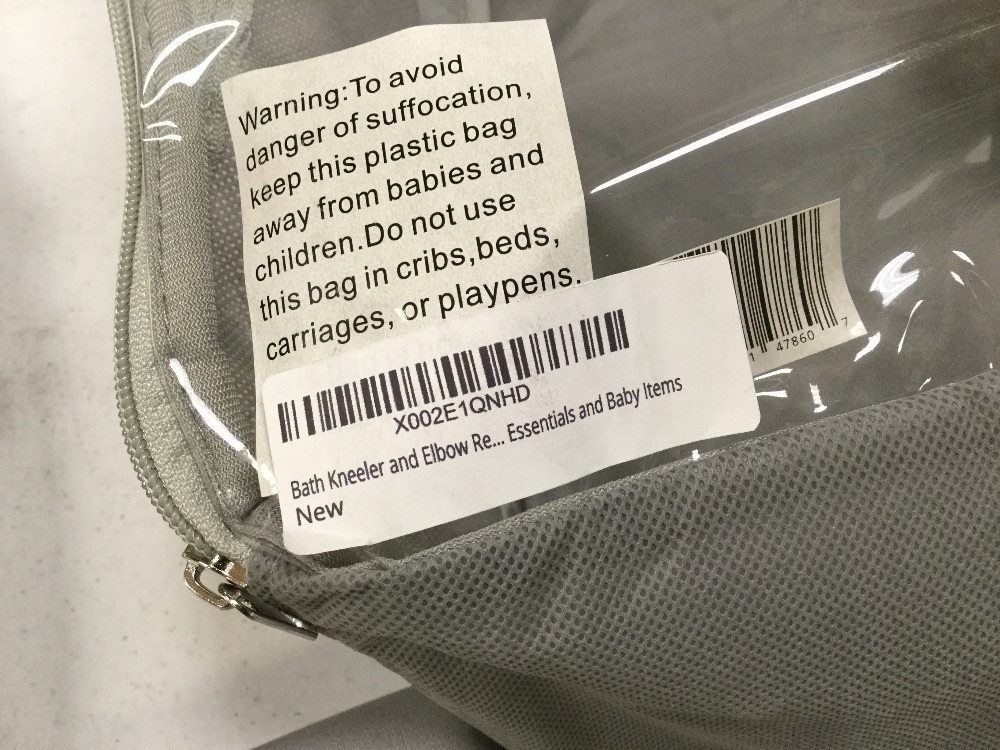 Warning:To avoid
danger of suffocation,
keep this plastic bag
away from babies and
children.Do not use
this bag in cribs,beds,
carriages, or playpens.
1 47860 7
X002E1QNHD
Bath Kneeler and Elbow Re... Essentials and Baby Items
New